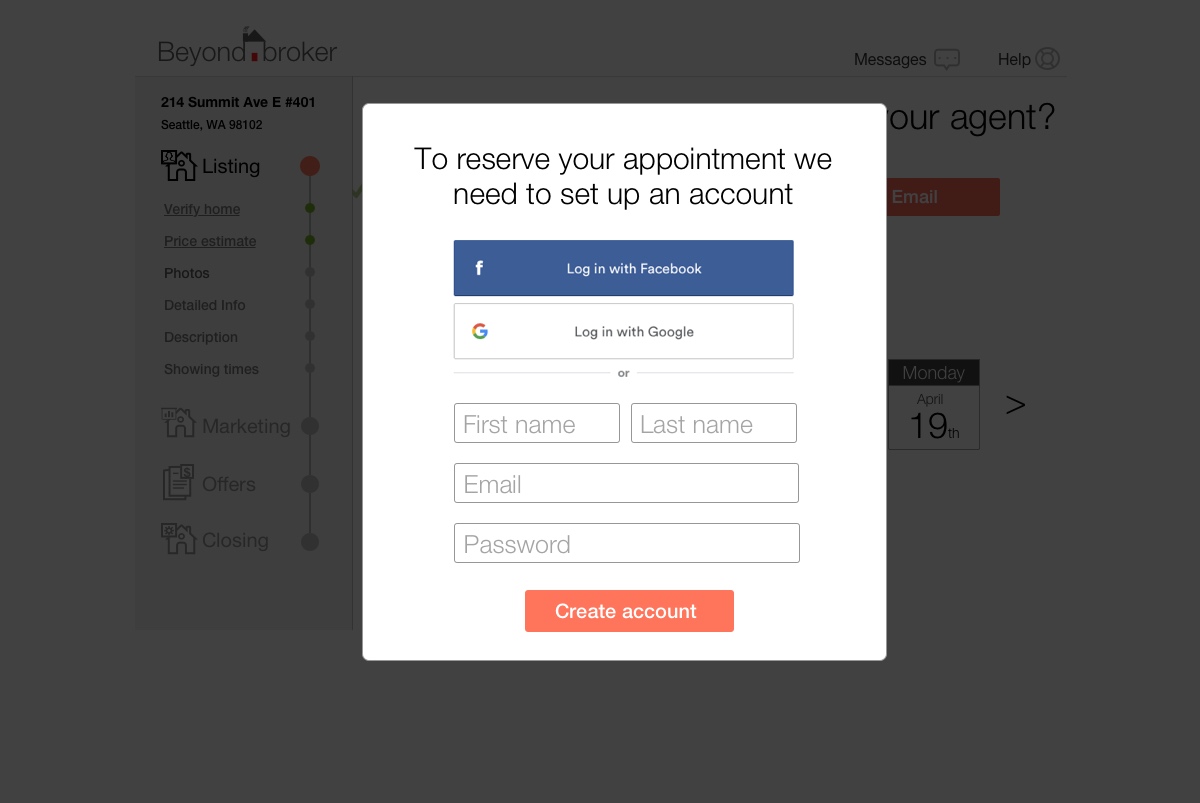 Beyond broker
Messages
Help
214 Summit Ave E #401
Seattle, WA 98102
Listing
Verify home
Price estimate
Photos
Detailed Info
Description
Showing times
Marketing
Offers
Closing
your agent?
Email
Monday
April
19th
>
To reserve your appointment we
need to set up an account
f
Log in with Facebook
G
Log in with Google
or
First name
Last name
Email
Password
Create account